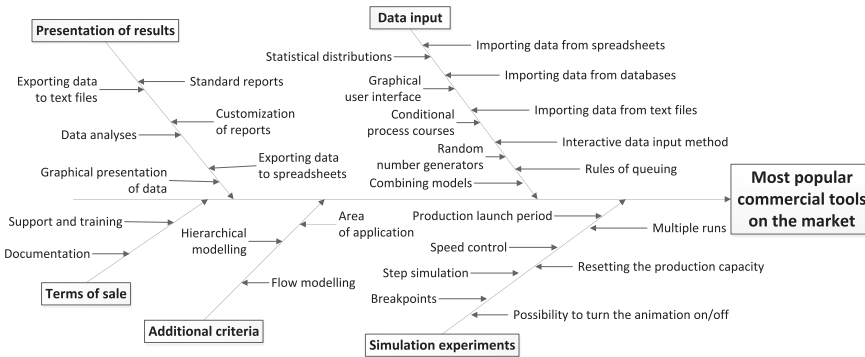 Presentation of results
Data input
Exporting data
to text files
Standard reports
Customization
of reports
Data analyses
Exporting data
to spreadsheets
Graphical presentation
of data
Importing data from spreadsheets
Statistical distributions
Importing data from databases
Graphical
user interface
Importing data from text files
Conditional
process courses
Interactive data input method
Random
number generators
Rules of queuing
Combining models
Most popular
commercial tools
on the market
Support and training
Documentation
Terms of sale
Area
of application
Hierarchical
modelling
Flow modelling
Additional criteria
Production launch period
Multiple runs
Speed control
Resetting the production capacity
Step simulation
Breakpoints
Possibility to turn the animation on/off
Simulation experiments